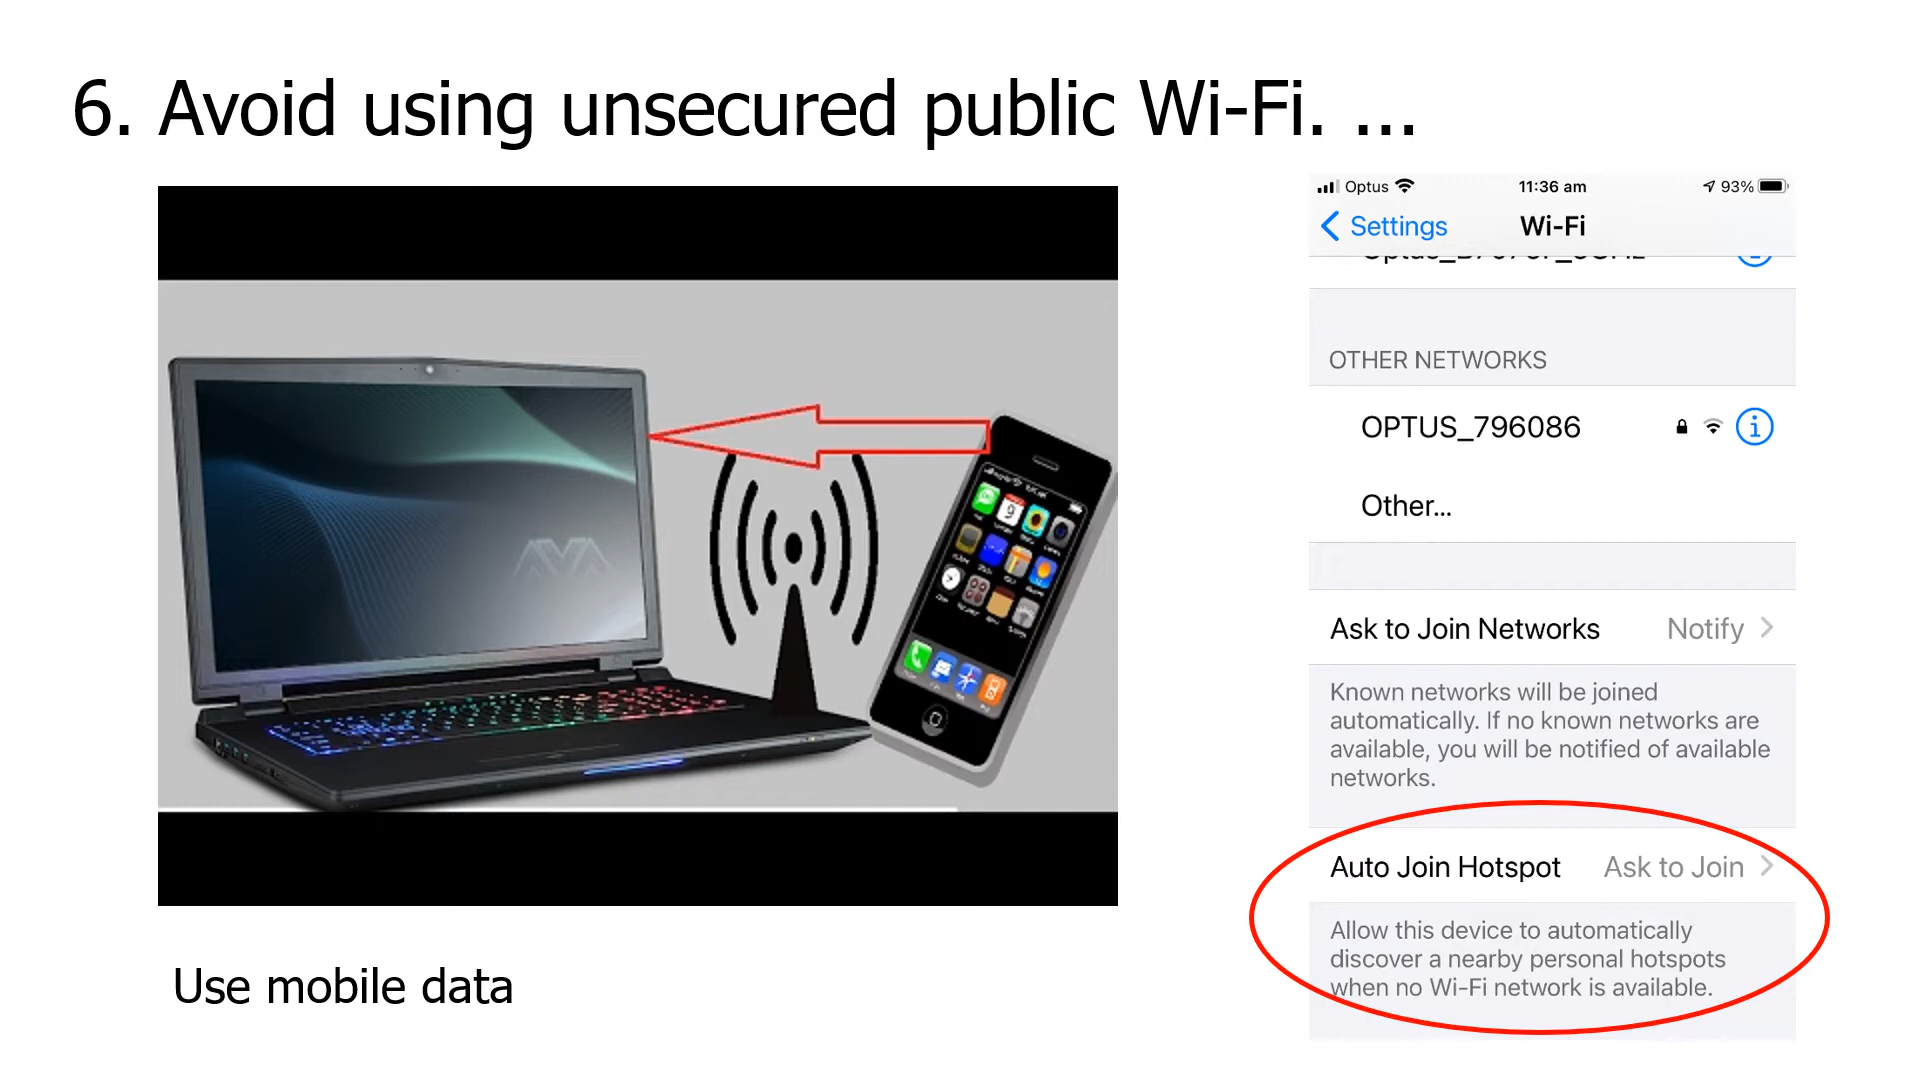 6. Avoid using unsecured public Wi-Fi. ...
Optus 11:36 am 93%
Settings Wi-Fi
OTHER NETWORKS
OPTUS_796086
Other...
Ask to Join Networks Notify
Known networks will be joined
automatically. If no known networks are
available, you will be notified of available
networks.
Auto Join Hotspot Ask to Join
Allow this device to automatically
discover a nearby personal hotspots
when no Wi-Fi network is available.
AVA
9
Use mobile data